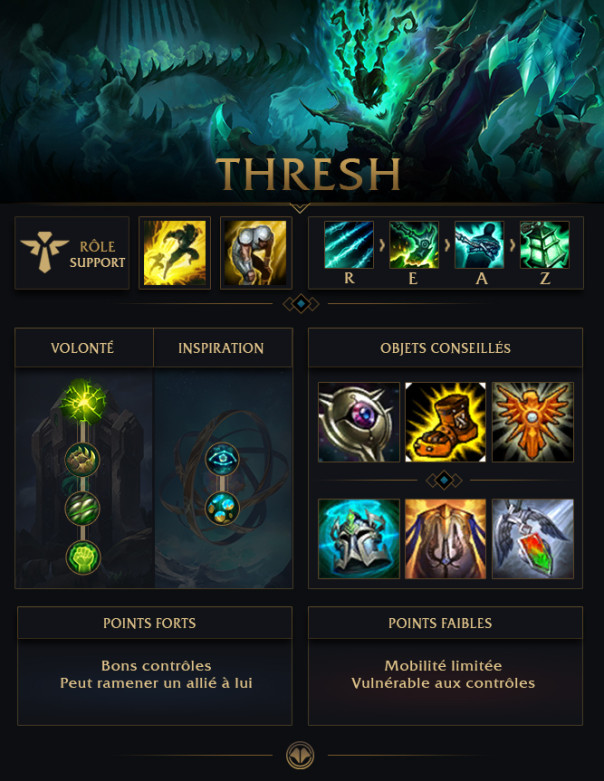 THRESH
RÔLE
SUPPORT
R E A Z
VOLONTÉ
INSPIRATION
OBJETS CONSEILLÉS
POINTS FORTS
Bons contrôles
Peut ramener un allié à lui
POINTS FAIBLES
Mobilité limitée
Vulnérable aux contrôles